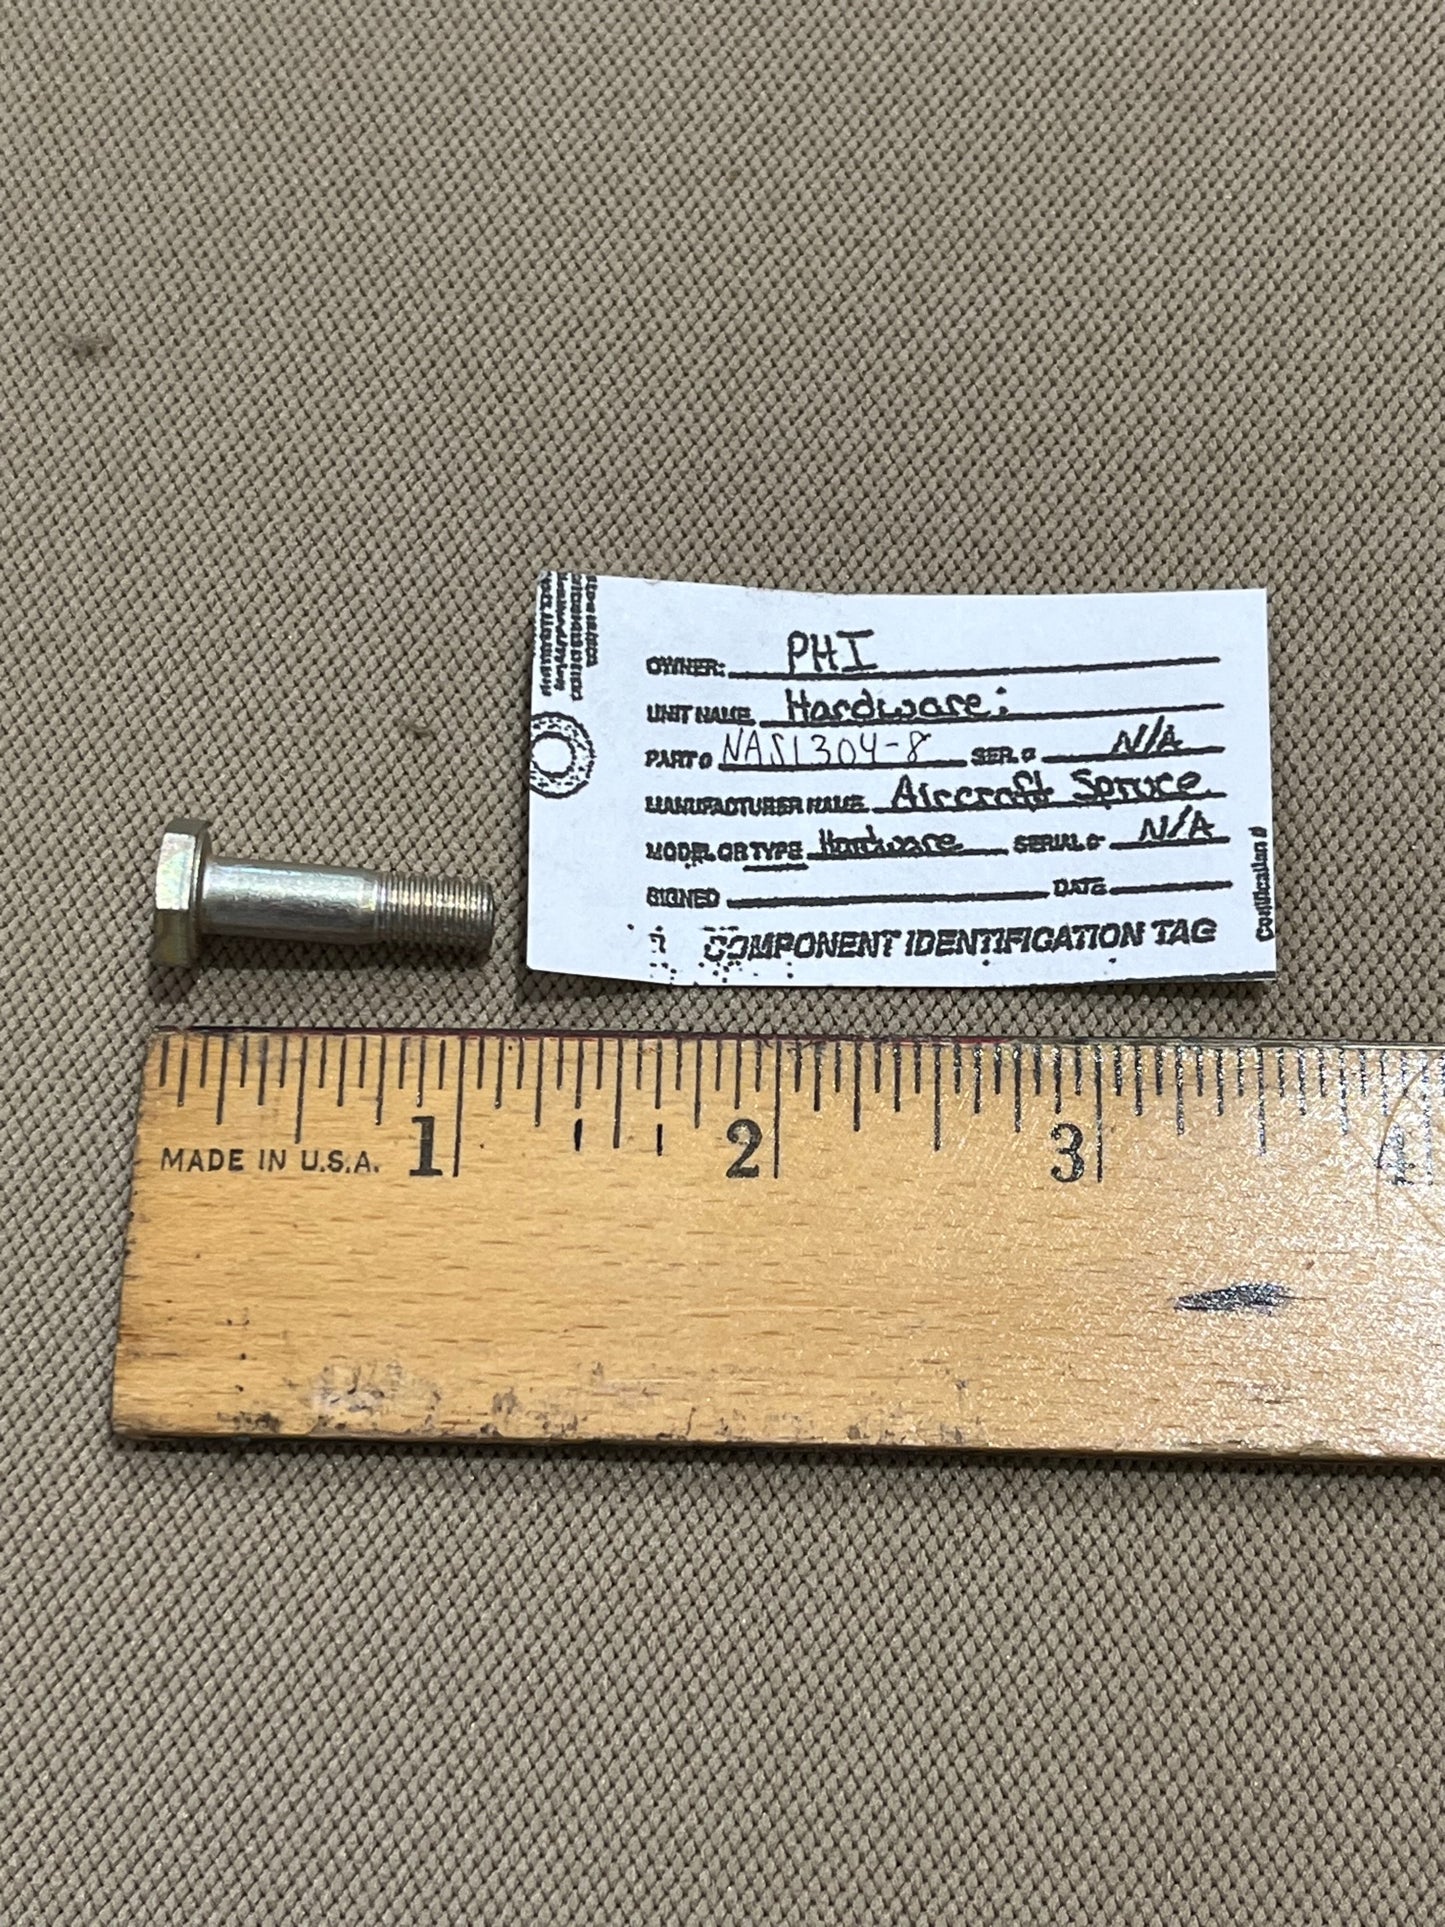 OWNER: PHI
UNIT NAME Hardware:
PART # NAS1304-8 SER. # N/A
MANUFACTURER NAME Aircraft Spruce
MODEL OR TYPE Hardware SERIAL # N/A
SIGNED DATE
COMPONENT IDENTIFICATION TAG
Certification #
1 2 3
MADE IN U.S.A.